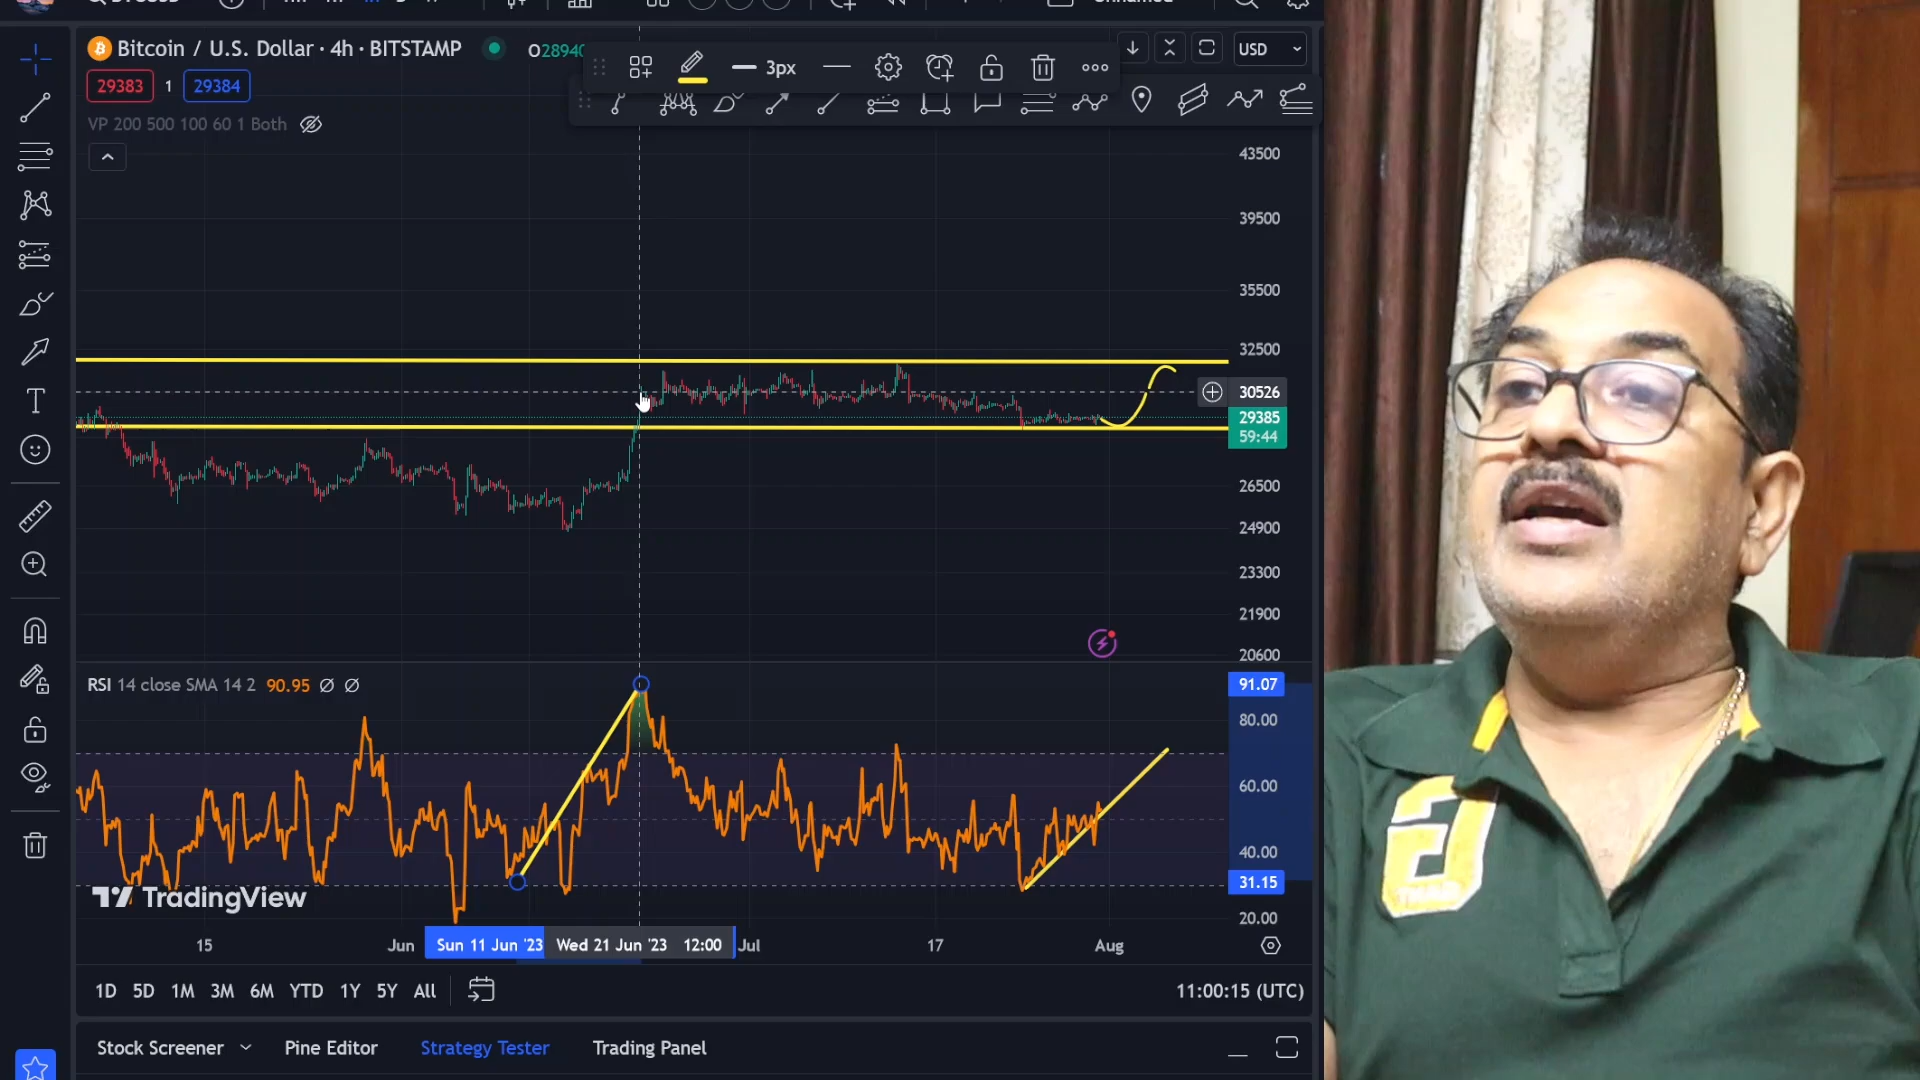 Bitcoin / U.S. Dollar · 4h · BITSTAMP
O28940
3px
USD
29383 1 29384
VP 200 500 100 60 1 Both
43500
39500
35500
32500
30526
29385
59:44
26500
24900
23300
21900
20600
RSI 14 close SMA 14 2 90.95 Ø Ø
91.07
80.00
60.00
40.00
31.15
20.00
TradingView
15 Jun Sun 11 Jun '23 Wed 21 Jun '23 12:00 Jul 17 Aug
1D 5D 1M 3M 6M YTD 1Y 5Y All 11:00:15 (UTC)
Stock Screener Pine Editor Strategy Tester Trading Panel